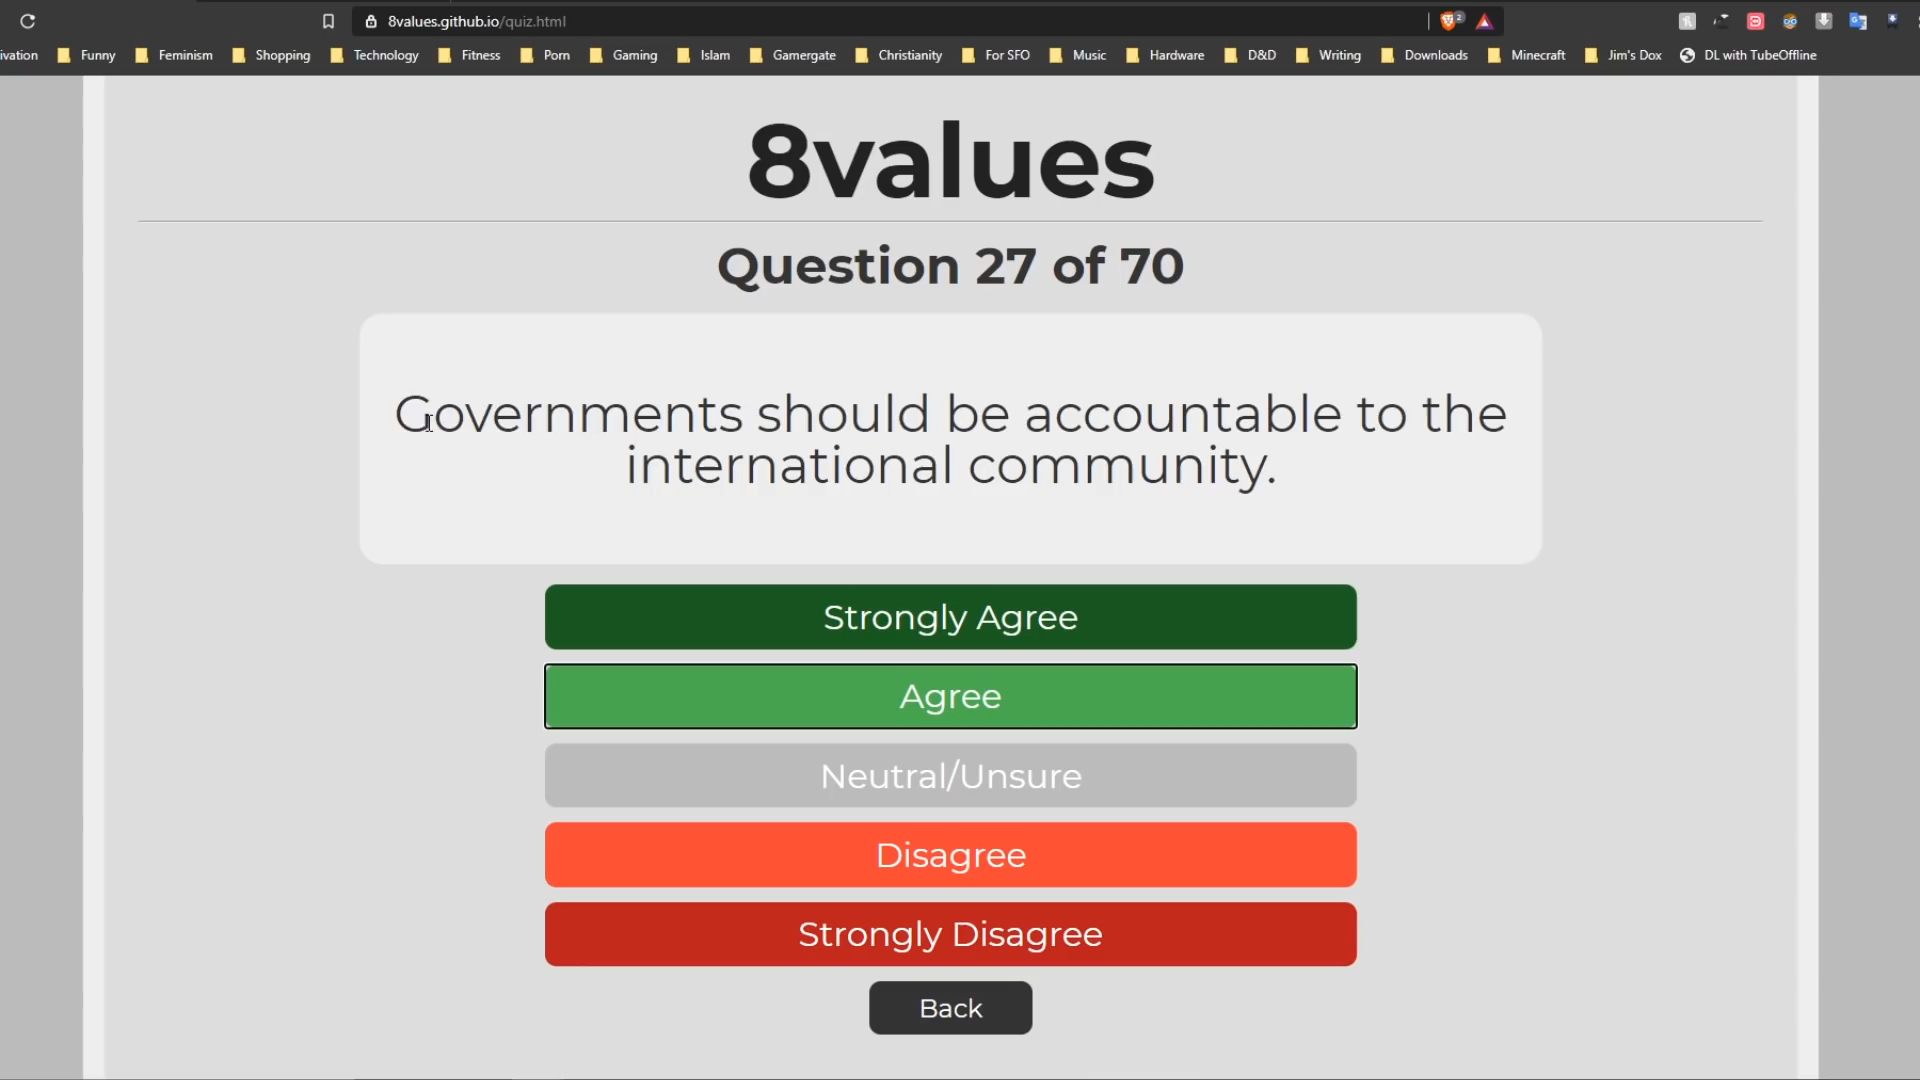 8values.github.io/quiz.html
2
ivation Funny Feminism Shopping Technology Fitness Porn Gaming Islam Gamergate Christianity For SFO Music Hardware D&D Writing Downloads Minecraft Jim's Dox DL with TubeOffline
8values
Question 27 of 70
Governments should be accountable to the
international community.
Strongly Agree
Agree
Neutral/Unsure
Disagree
Strongly Disagree
Back